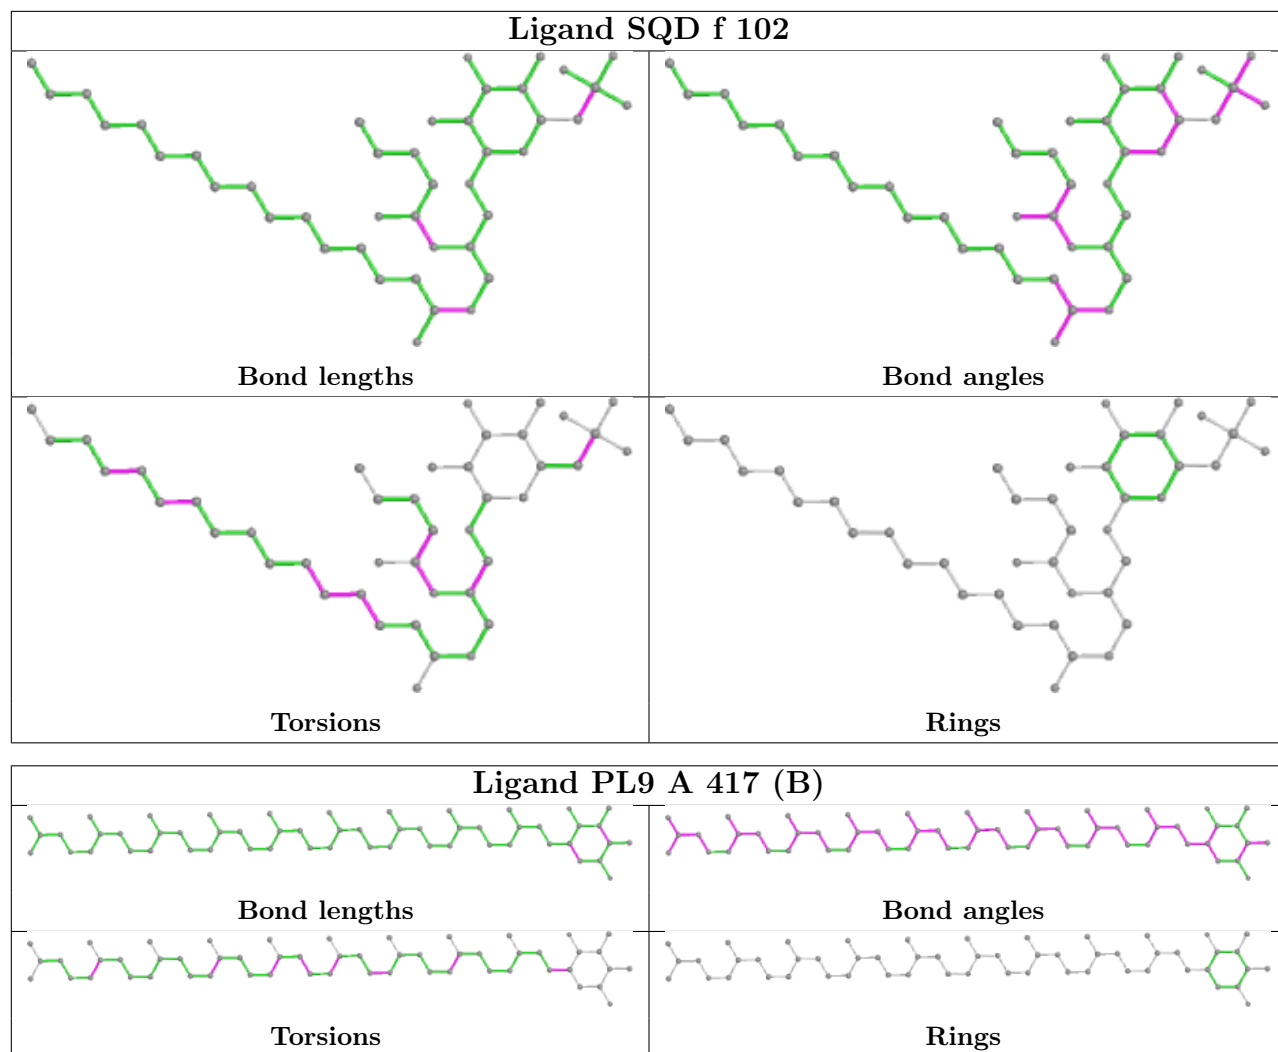 Ligand SQD f 102
Bond lengths
Bond angles
Torsions
Rings
Ligand PL9 A 417 (B)
Bond lengths
Bond angles
Torsions
Rings